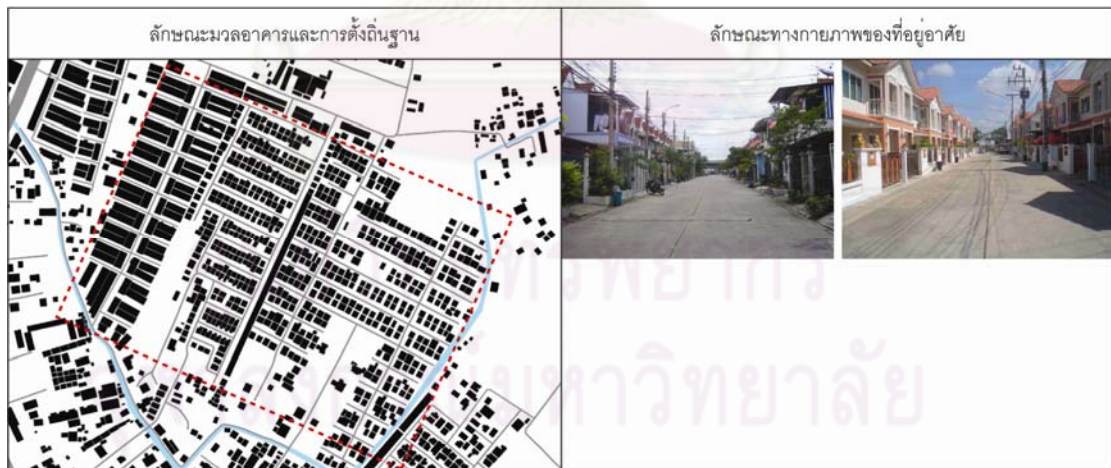 ลักษณะมวลอาคารและการตั้งถิ่นฐาน
ลักษณะทางกายภาพของที่อยู่อาศัย